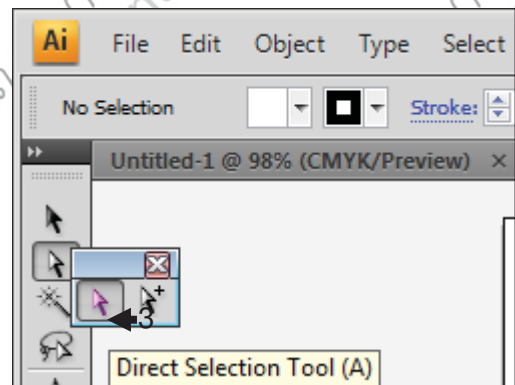 Ai File Edit Object Type Select
No Selection Stroke:
Untitled-1 @ 98% (CMYK/Preview) ×
3
Direct Selection Tool (A)